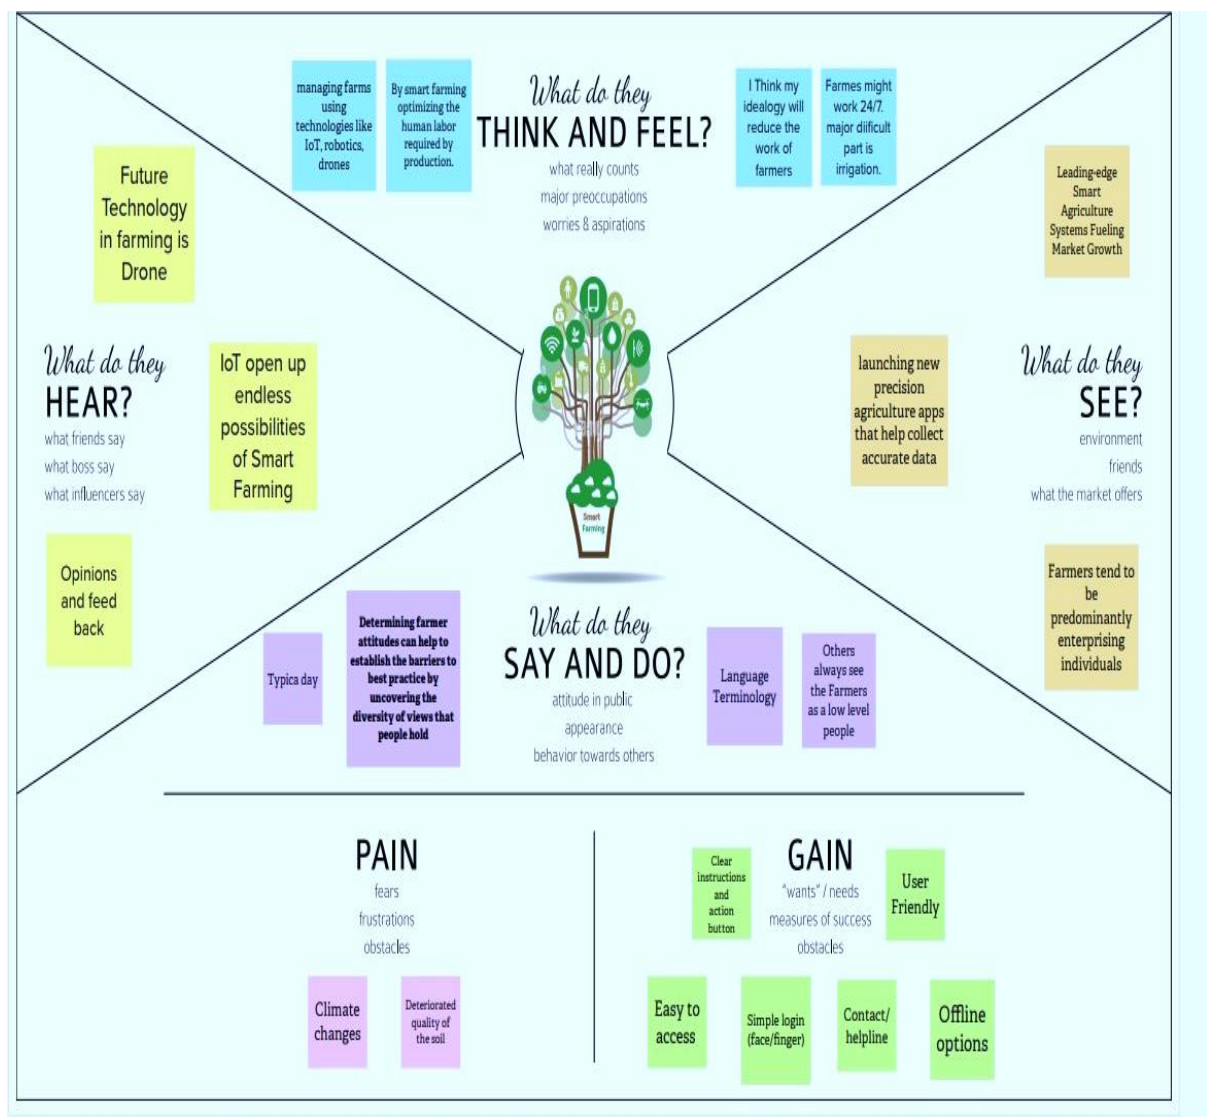 managing farms
using
technologies like
IoT, robotics,
drones
By smart farming
optimizing the
human labor
required by
production.
What do they
THINK AND FEEL?
what really counts
major preoccupations
worries & aspirations
I Think my
idealogy will
reduce the
work of
farmers
Farmes might
work 24/7.
major diificult
part is
irrigation.
Future
Technology
in farming is
Drone
What do they
HEAR?
what friends say
what boss say
what influencers say
IoT open up
endless
possibilities
of Smart
Farming
Opinions
and feed
back
Smart
Farming
Leading-edge
Smart
Agriculture
Systems Fueling
Market Growth
launching new
precision
agriculture apps
that help collect
accurate data
What do they
SEE?
environment
friends
what the market offers
Farmers tend to
be
predominantly
enterprising
individuals
Typica day
Determining farmer
attitudes can help to
establish the barriers to
best practice by
uncovering the
diversity of views that
people hold
What do they
SAY AND DO?
attitude in public
appearance
behavior towards others
Language
Terminology
Others
always see
the Farmers
as a low level
people
PAIN
fears
frustrations
obstacles
Climate
changes
Deteriorated
quality of
the soil
Clear
instructions
and
action
button
GAIN
"wants" / needs
measures of success
obstacles
User
Friendly
Easy to
access
Simple login
(face/finger)
Contact/
helpline
Offline
options